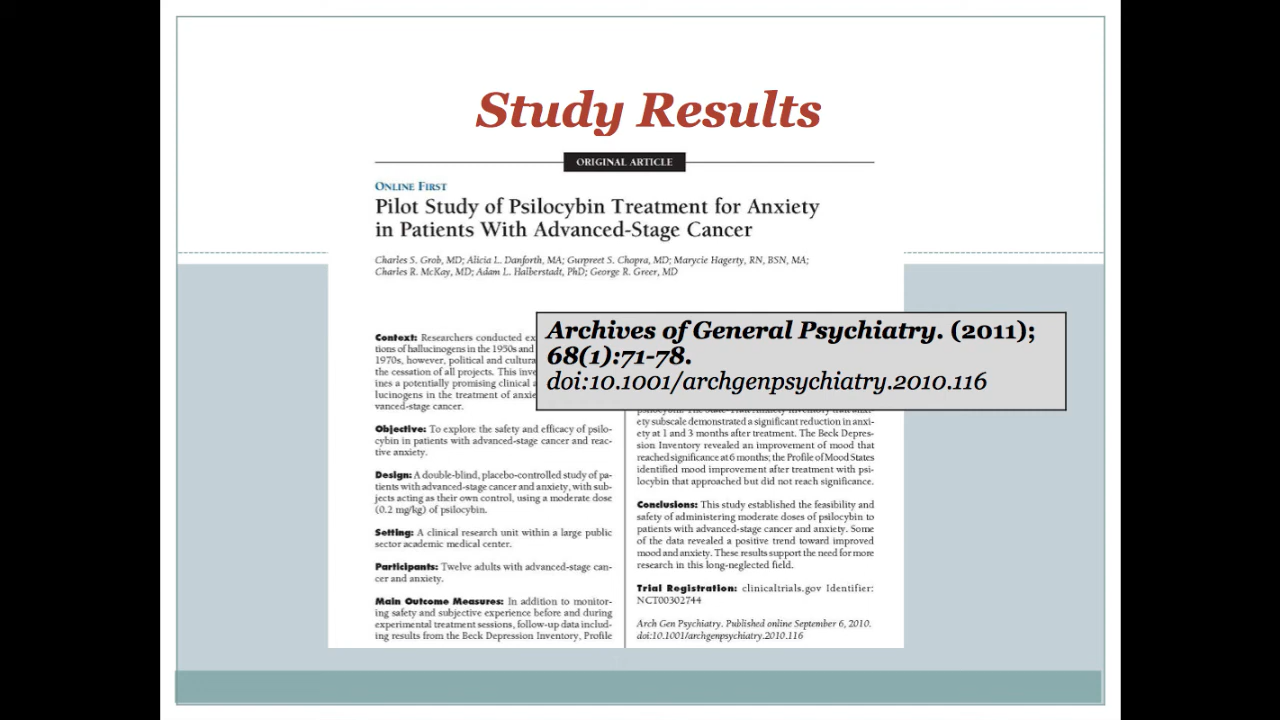 Study Results
ORIGINAL ARTICLE
ONLINE FIRST
Pilot Study of Psilocybin Treatment for Anxiety
in Patients With Advanced-Stage Cancer
Charles S. Grob, MD; Alicia L. Danforth, MA; Gurpreet S. Chopra, MD; Marycie Hagerty, RN, BSN, MA;
Charles R. McKay, MD; Adam L. Halberstadt, PhD; George R. Greer, MD
Archives of General Psychiatry. (2011);
68(1):71-78.
doi:10.1001/archgenpsychiatry.2010.116
Context: Researchers conducted
tions of hallucinogens in the 1950s and
1970s, however, political and
the cessation of all projects. This
ines a potentially promising clinical
lucinogens in the treatment of
vanced-stage cancer.
Objective: To explore the safety and efficacy of psilo-
cybin in patients with advanced-stage cancer and reac-
tive anxiety.
Design: A double-blind, placebo-controlled study of pa-
tients with advanced-stage cancer and anxiety, with sub-
jects acting as their own control, using a moderate dose
(0.2 mg/kg) of psilocybin.
Setting: A clinical research unit within a large public
sector academic medical center.
Participants: Twelve adults with advanced-stage can-
cer and anxiety.
Main Outcome Measures: In addition to monitor-
ing safety and subjective experience before and during
experimental treatment sessions, follow-up data includ-
ing results from the Beck Depression Inventory, Profile
ety subscale demonstrated a significant reduction in anxi-
ety at 1 and 3 months after treatment. The Beck Depres-
sion Inventory revealed an improvement of mood that
reached significance at 6 months; the Profile of Mood States
identified mood improvement after treatment with psi-
locybin that approached but did not reach significance.
Conclusions: This study established the feasibility and
safety of administering moderate doses of psilocybin to
patients with advanced-stage cancer and anxiety. Some
of the data revealed a positive trend toward improved
mood and anxiety. These results support the need for more
research in this long-neglected field.
Trial Registration: clinicaltrials.gov Identifier:
NCT00302744
Arch Gen Psychiatry. Published online September 6, 2010.
doi:10.1001/archgenpsychiatry.2010.116